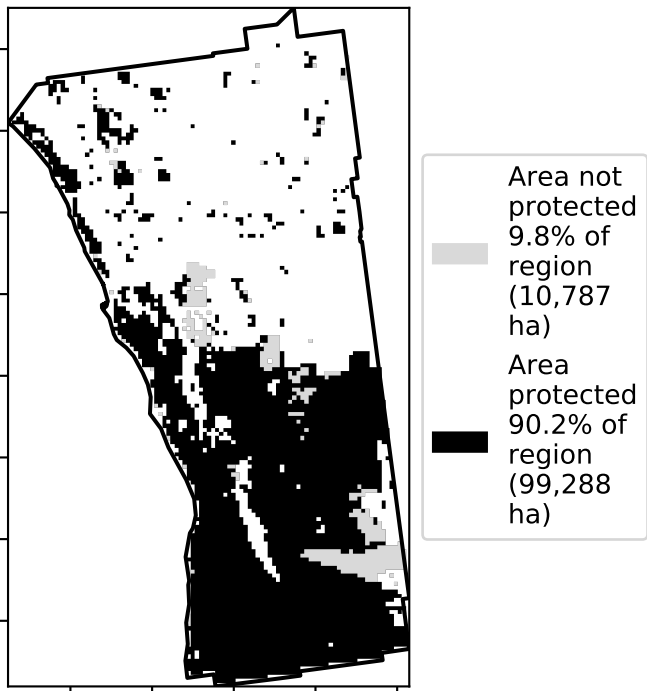 Area not
protected
9.8% of
region
(10,787
ha)
Area
protected
90.2% of
region
(99,288
ha)